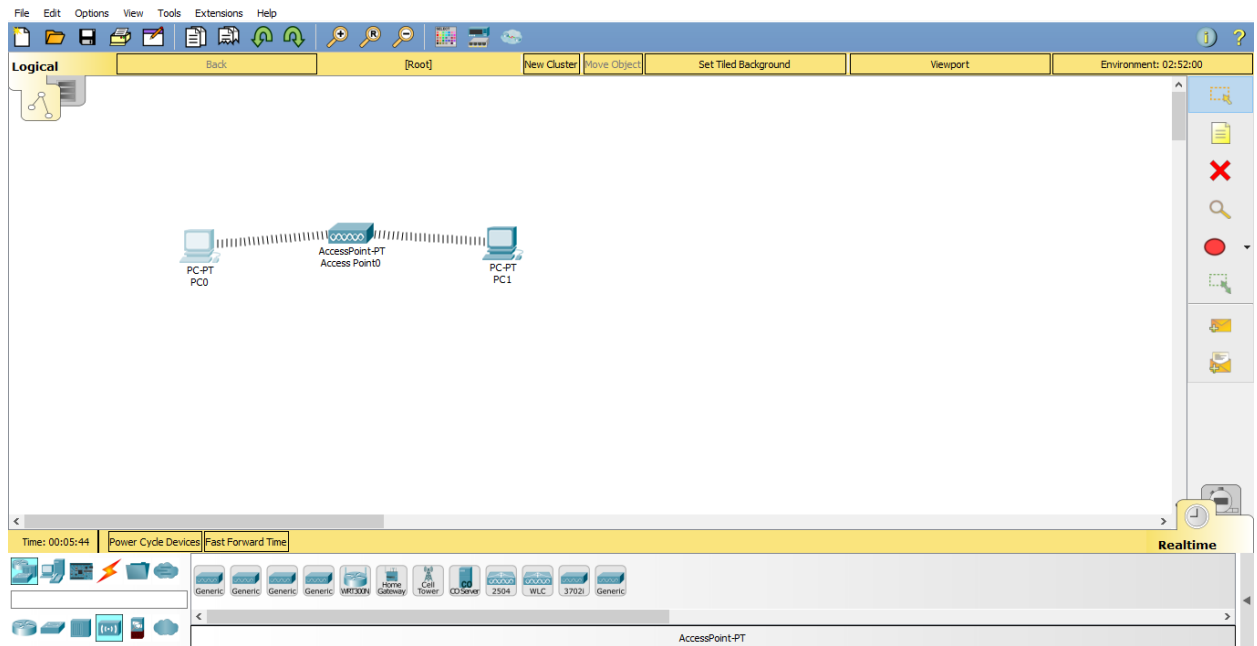 File Edit Options View Tools Extensions Help
Logical Back [Root] New Cluster Move Object Set Tiled Background Viewport Environment: 02:52:00
AccessPoint-PT
Access Point0
PC-PT
PC0
PC-PT
PC1
Time: 00:05:44 Power Cycle Devices Fast Forward Time Realtime
Generic Generic Generic Generic WRT300N Home Gateway Cell Tower CO Server 2504 WLC 3702i Generic
AccessPoint-PT